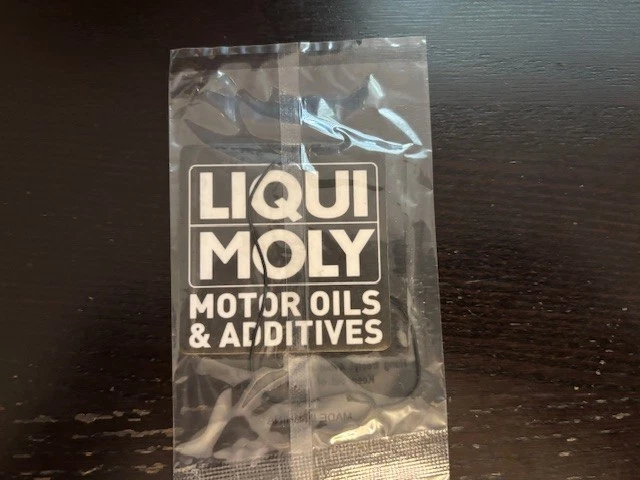 LIQUI
MOLY
MOTOR OILS
& ADDITIVES